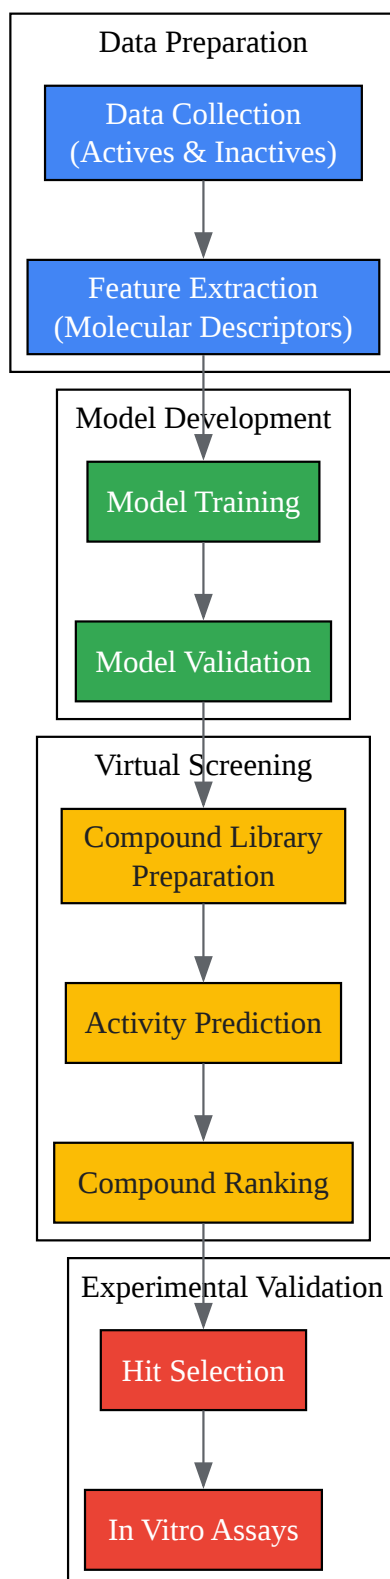 Data Preparation
Data Collection
(Actives & Inactives)
Feature Extraction
(Molecular Descriptors)
Model Development
Model Training
Model Validation
Virtual Screening
Compound Library
Preparation
Activity Prediction
Compound Ranking
Experimental Validation
Hit Selection
In Vitro Assays